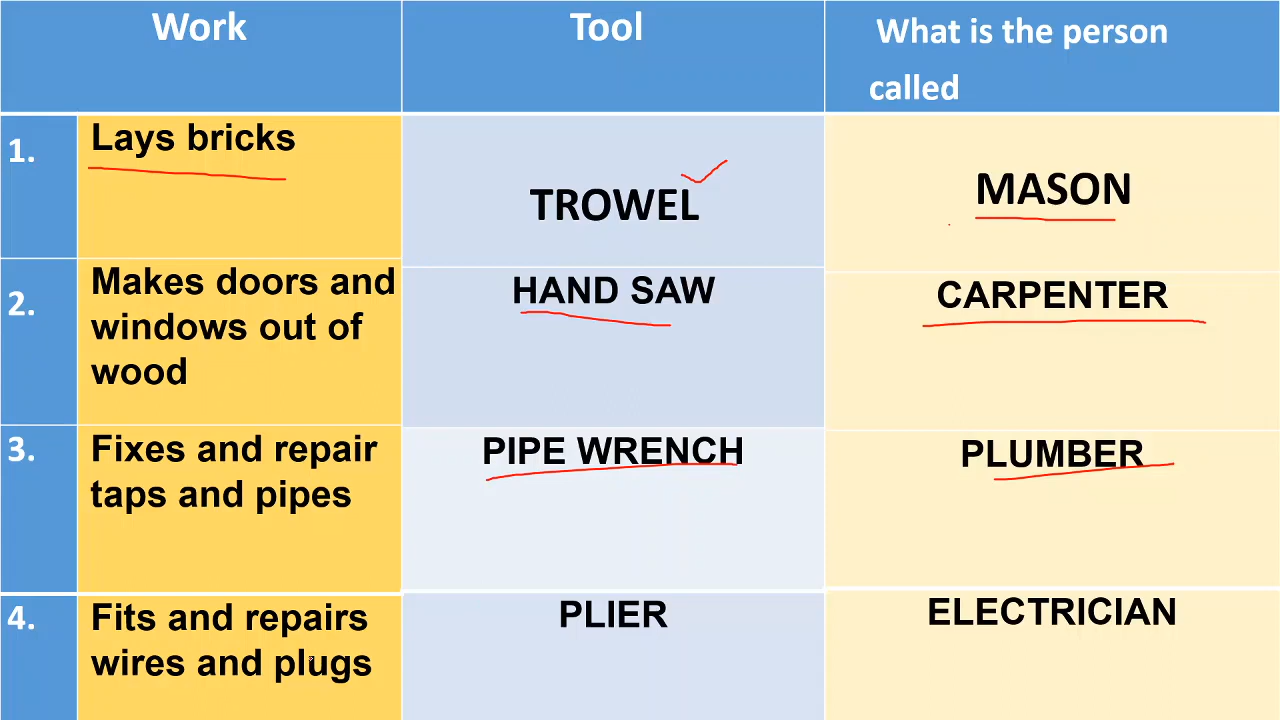 Work
Tool
What is the person
called
1.
Lays bricks
TROWEL
MASON
2.
Makes doors and
windows out of
wood
HAND SAW
CARPENTER
3.
Fixes and repair
taps and pipes
PIPE WRENCH
PLUMBER
4.
Fits and repairs
wires and plugs
PLIER
ELECTRICIAN